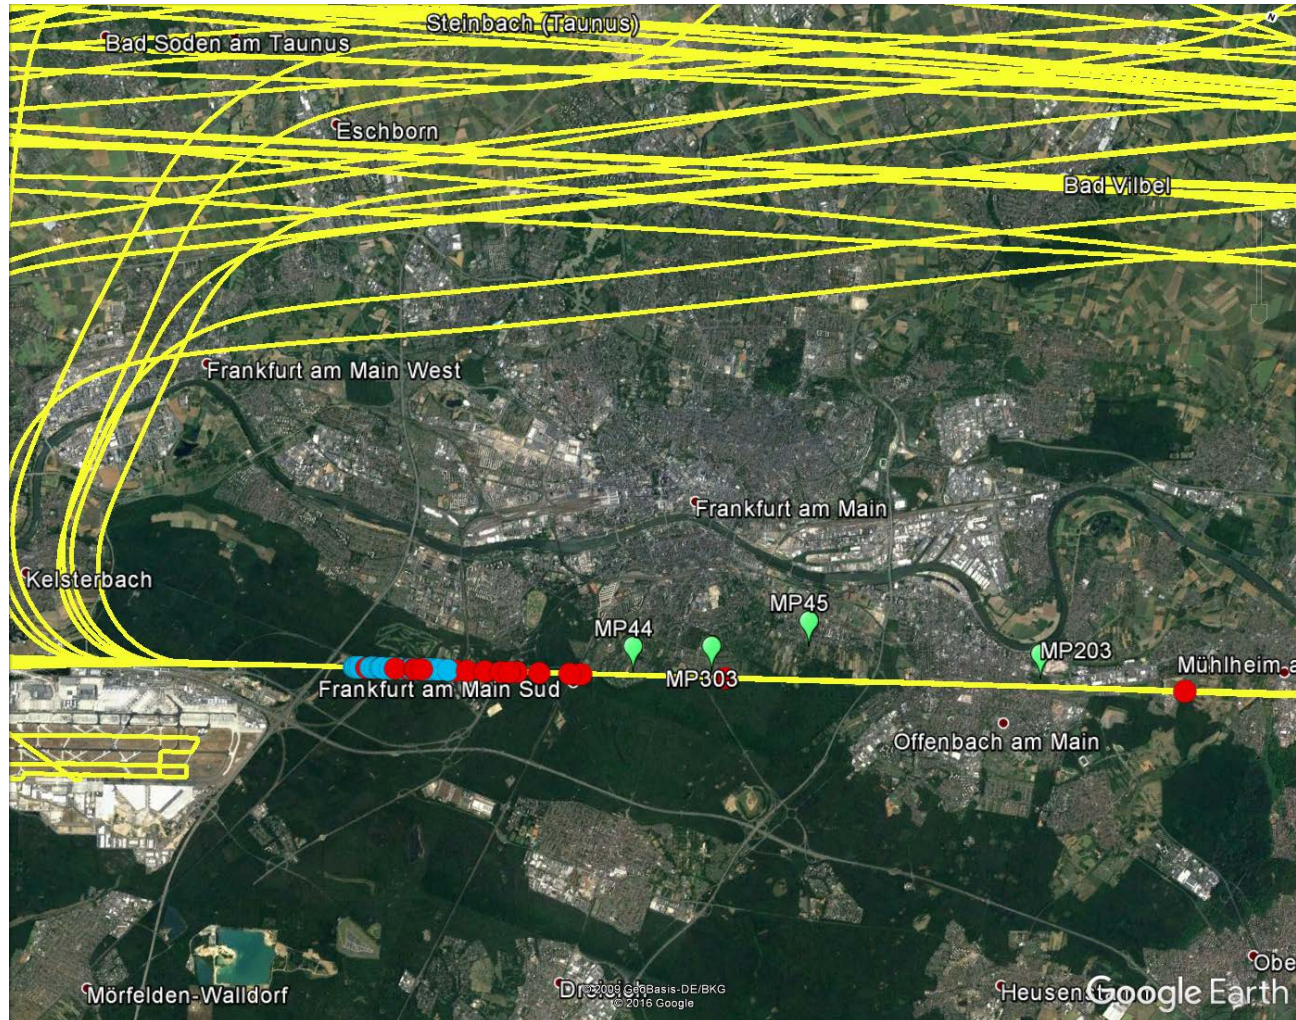 Steinbach (Taunus)
Bad Soden am Taunus
Eschborn
Bad Vilbel
N
Frankfurt am Main West
Frankfurt am Main
Kelsterbach
MP45
MP44
MP203
MP303
Mühlheim a
Frankfurt am Main Sud
Offenbach am Main
Obe
Mörfelden-Walldorf
Dreieich
© 2009 GeoBasis-DE/BKG
© 2016 Google
Heusenstamm
Google Earth